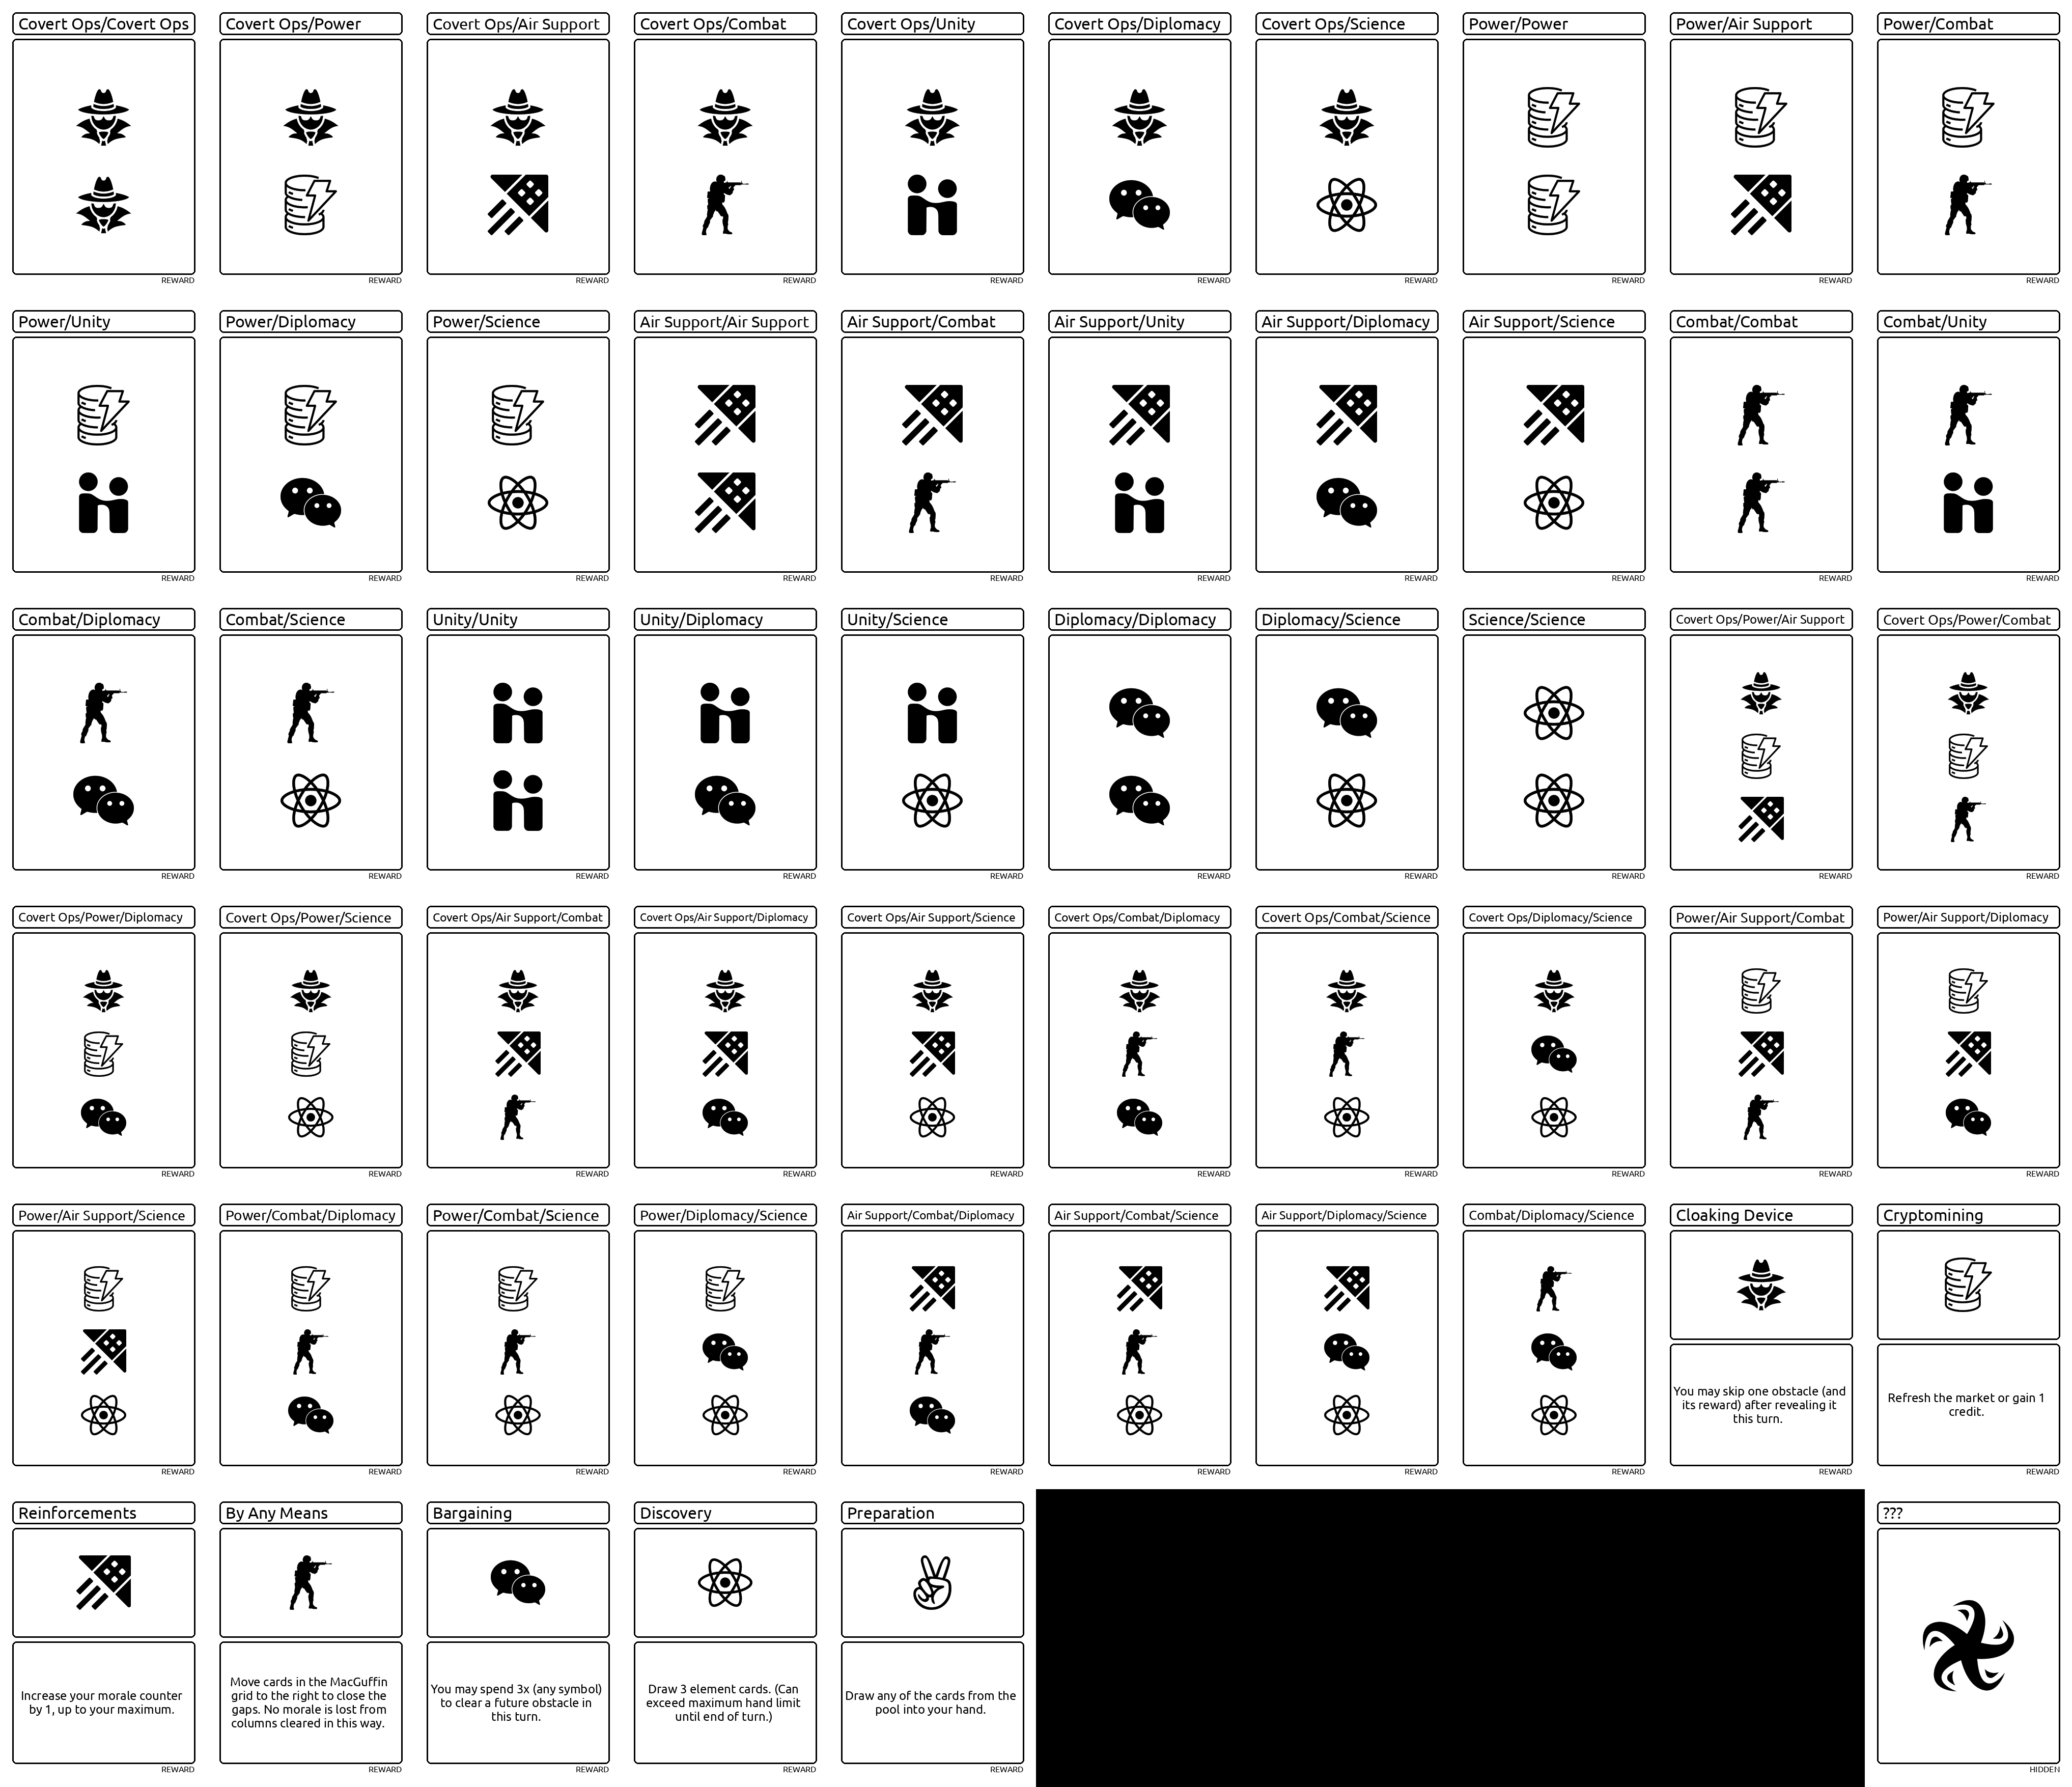 Covert Ops/Covert Ops
Covert Ops/Power
Covert Ops/Air Support
Covert Ops/Combat
Covert Ops/Unity
Covert Ops/Diplomacy
Covert Ops/Science
Power/Power
Power/Air Support
Power/Combat
REWARD
REWARD
REWARD
REWARD
REWARD
REWARD
REWARD
REWARD
REWARD
REWARD
Power/Unity
Power/Diplomacy
Power/Science
Air Support/Air Support
Air Support/Combat
Air Support/Unity
Air Support/Diplomacy
Air Support/Science
Combat/Combat
Combat/Unity
REWARD
REWARD
REWARD
REWARD
REWARD
REWARD
REWARD
REWARD
REWARD
REWARD
Combat/Diplomacy
Combat/Science
Unity/Unity
Unity/Diplomacy
Unity/Science
Diplomacy/Diplomacy
Diplomacy/Science
Science/Science
Covert Ops/Power/Air Support
Covert Ops/Power/Combat
REWARD
REWARD
REWARD
REWARD
REWARD
REWARD
REWARD
REWARD
REWARD
REWARD
Covert Ops/Power/Diplomacy
Covert Ops/Power/Science
Covert Ops/Air Support/Combat
Covert Ops/Air Support/Diplomacy
Covert Ops/Air Support/Science
Covert Ops/Combat/Diplomacy
Covert Ops/Combat/Science
Covert Ops/Diplomacy/Science
Power/Air Support/Combat
Power/Air Support/Diplomacy
REWARD
REWARD
REWARD
REWARD
REWARD
REWARD
REWARD
REWARD
REWARD
REWARD
Power/Air Support/Science
Power/Combat/Diplomacy
Power/Combat/Science
Power/Diplomacy/Science
Air Support/Combat/Diplomacy
Air Support/Combat/Science
Air Support/Diplomacy/Science
Combat/Diplomacy/Science
Cloaking Device
You may skip one obstacle (and
its reward) after revealing it
this turn.
Cryptomining
Refresh the market or gain 1
credit.
REWARD
REWARD
REWARD
REWARD
REWARD
REWARD
REWARD
REWARD
REWARD
REWARD
Reinforcements
Increase your morale counter
by 1, up to your maximum.
REWARD
By Any Means
Move cards in the MacGuffin
grid to the right to close the
gaps. No morale is lost from
columns cleared in this way.
REWARD
Bargaining
You may spend 3x (any symbol)
to clear a future obstacle in
this turn.
REWARD
Discovery
Draw 3 element cards. (Can
exceed maximum hand limit
until end of turn.)
REWARD
Preparation
Draw any of the cards from the
pool into your hand.
REWARD
???
HIDDEN